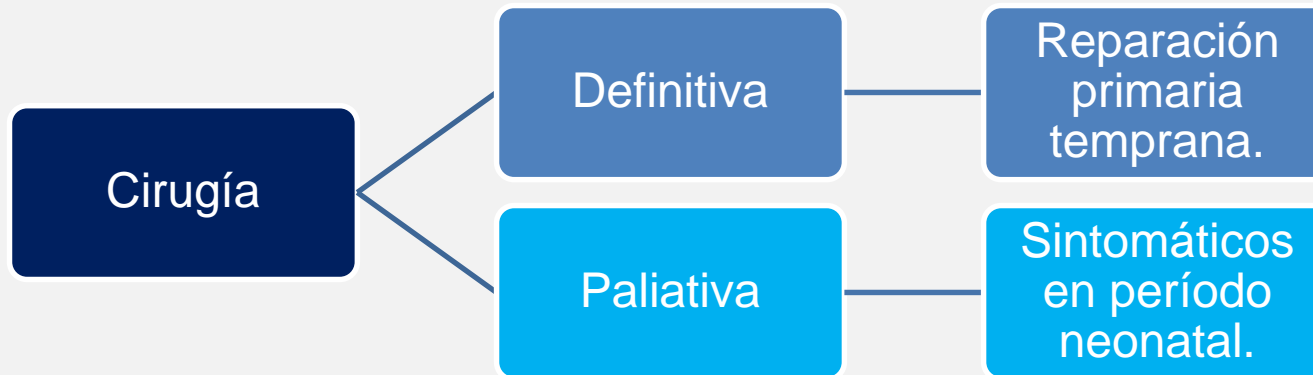 Cirugía
Definitiva
Reparación
primaria
temprana.
Paliativa
Sintomáticos
en período
neonatal.